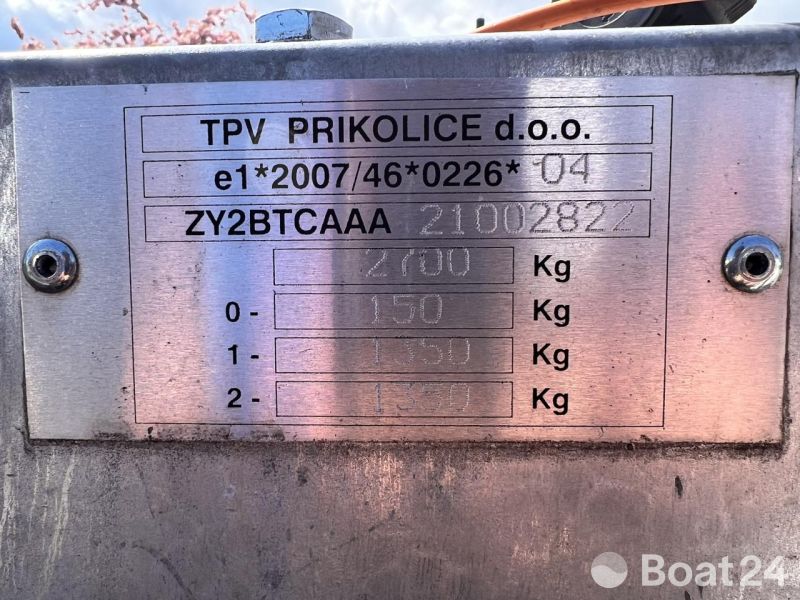 TPV PRIKOLICE d.o.o.
e1*2007/46*0226* 04
ZY2BTCAAA 21002822
2700 Kg
0- 150 Kg
1- 1350 Kg
2- 1350 Kg
Boat24